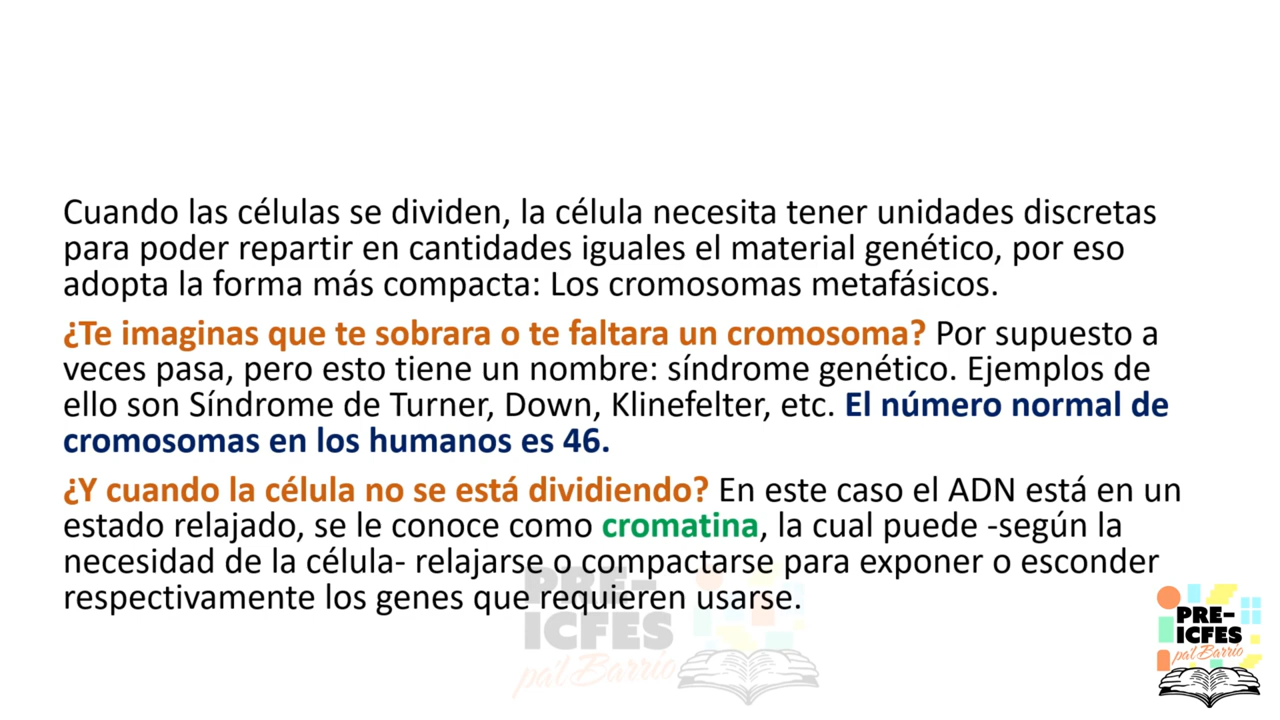 Cuando las células se dividen, la célula necesita tener unidades discretas
para poder repartir en cantidades iguales el material genético, por eso
adopta la forma más compacta: Los cromosomas metafásicos.
¿Te imaginas que te sobrara o te faltara un cromosoma? Por supuesto a
veces pasa, pero esto tiene un nombre: síndrome genético. Ejemplos de
ello son Síndrome de Turner, Down, Klinefelter, etc. El número normal de
cromosomas en los humanos es 46.
¿Y cuando la célula no se está dividiendo? En este caso el ADN está en un
estado relajado, se le conoce como cromatina, la cual puede -según la
necesidad de la célula- relajarse o compactarse para exponer o esconder
respectivamente los genes que requieren usarse.
PRE-
ICFES
pa'l Barrio
PRE-
ICFES
pa'l Barrio